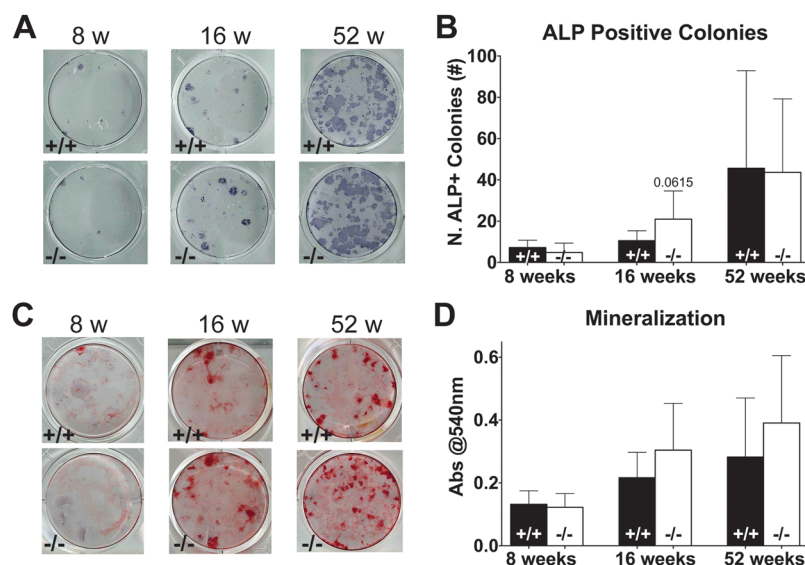 A
8 w 16 w 52 w
+/+ +/+ +/+
-/- -/- -/-
B
ALP Positive Colonies
N. ALP+ Colonies (#)
100
80
60
40
20
0
0.0615
+/+ -/- +/+ -/- +/+ -/-
8 weeks 16 weeks 52 weeks
C
8 w 16 w 52 w
+/+ +/+ +/+
-/- -/- -/-
D
Mineralization
Abs @540nm
0.6
0.4
0.2
0.0
+/+ -/- +/+ -/- +/+ -/-
8 weeks 16 weeks 52 weeks